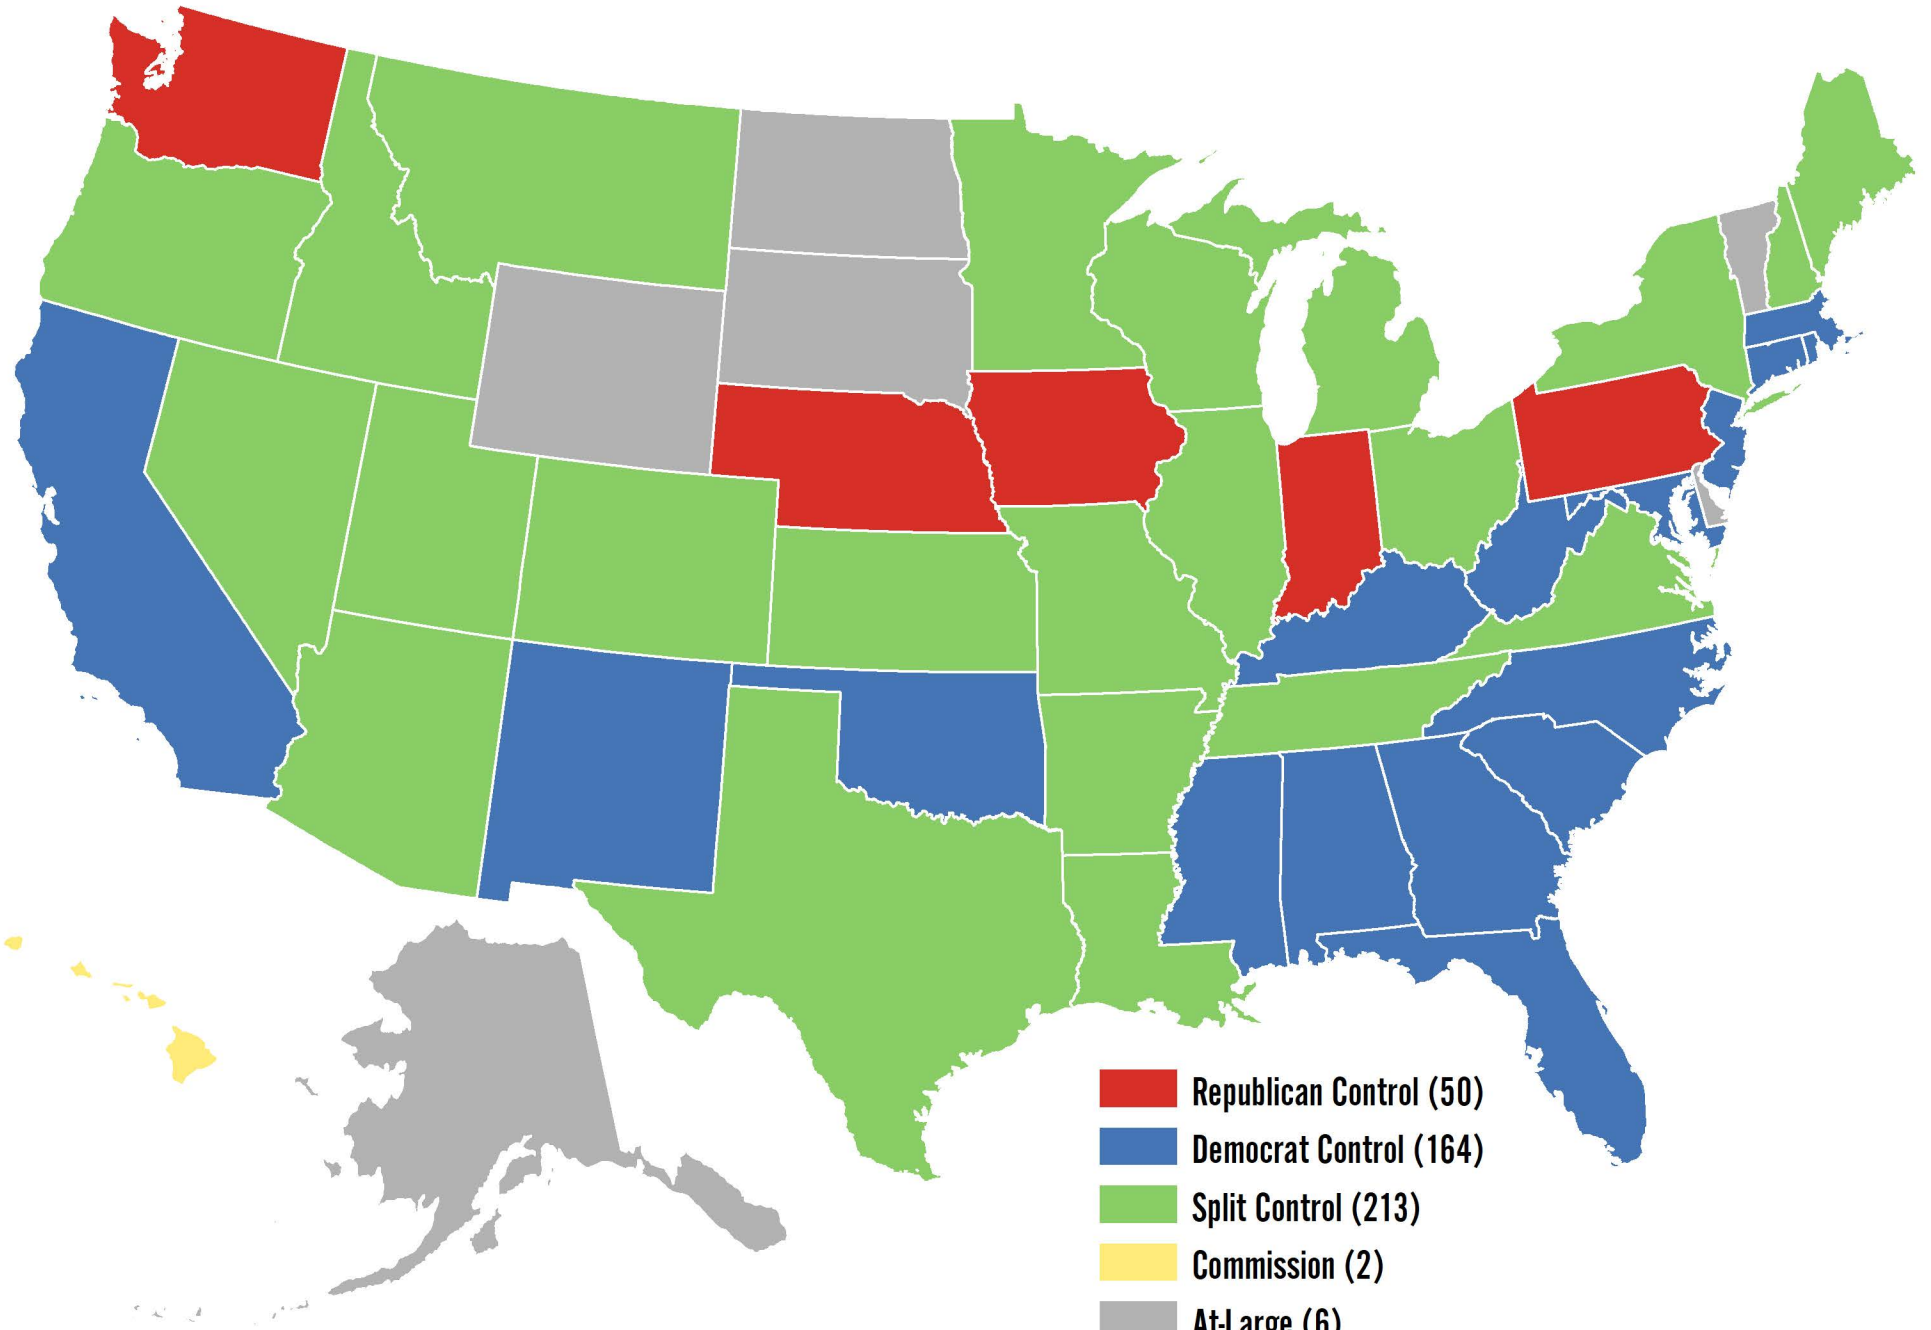 Republican Control (50)
Democrat Control (164)
Split Control (213)
Commission (2)
At-Large (6)